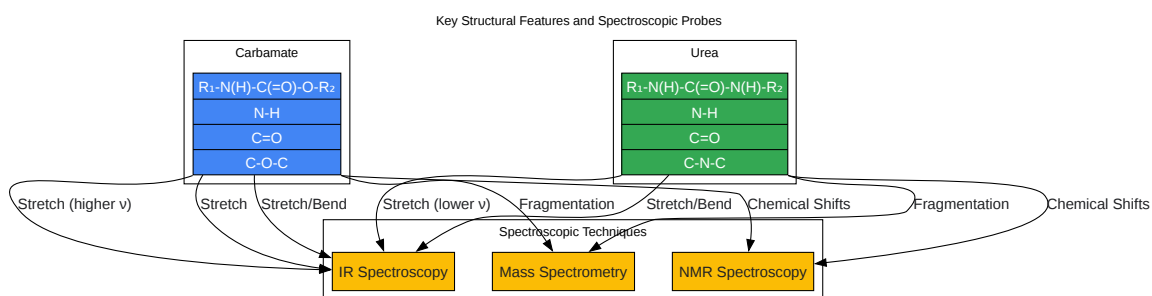 Key Structural Features and Spectroscopic Probes
Carbamate
R₁-N(H)-C(=O)-O-R₂
N-H
C=O
C-O-C
Urea
R₁-N(H)-C(=O)-N(H)-R₂
N-H
C=O
C-N-C
Stretch (higher ν)
Stretch
Stretch/Bend
Stretch (lower ν)
Fragmentation
Stretch/Bend
Chemical Shifts
Fragmentation
Chemical Shifts
Spectroscopic Techniques
IR Spectroscopy
Mass Spectrometry
NMR Spectroscopy